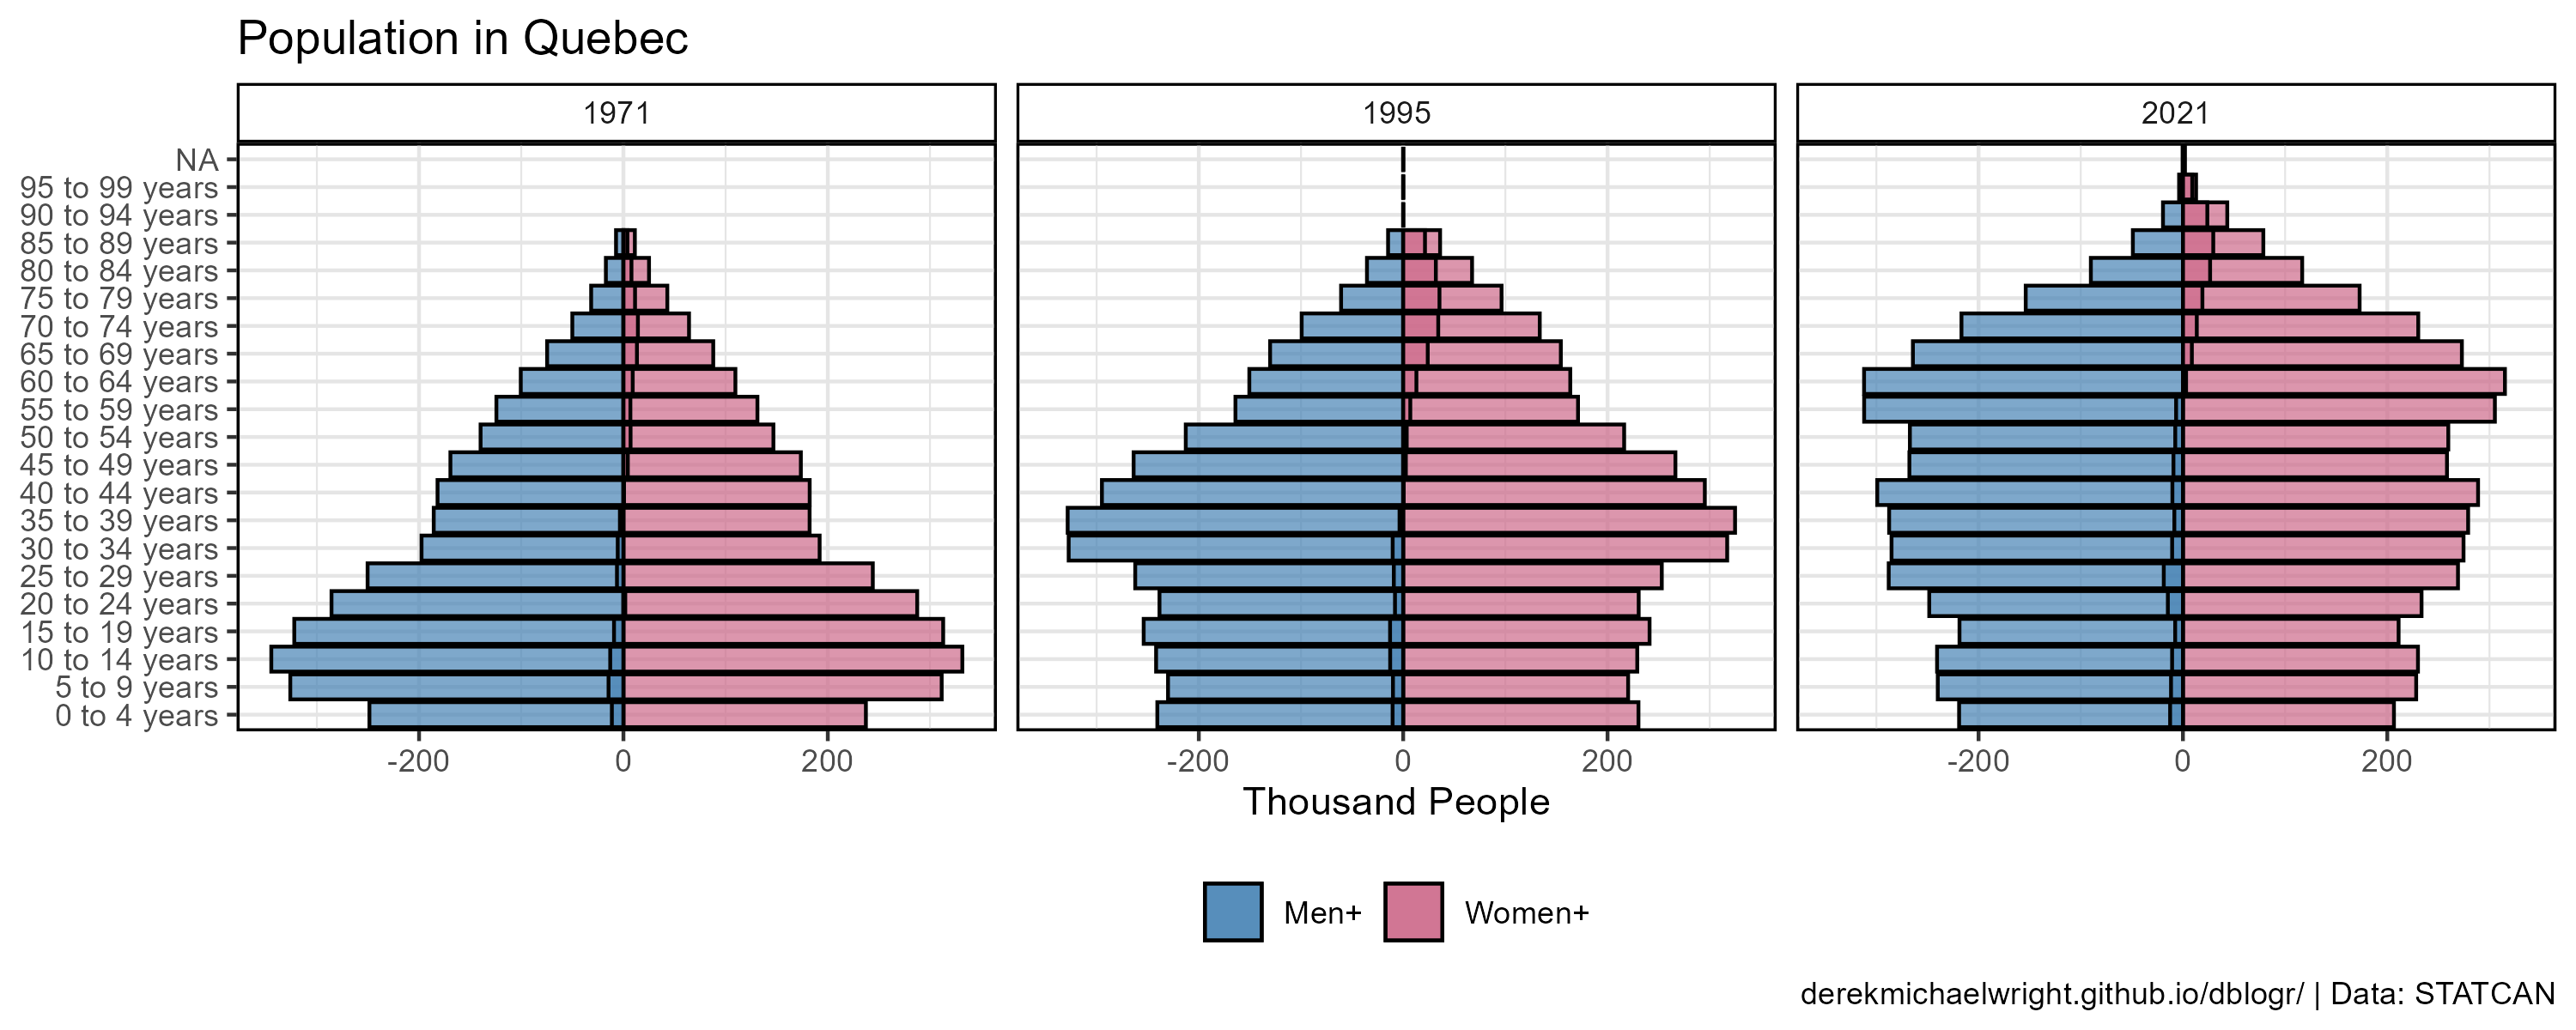 Population in Quebec
1971
1995
2021
NA
95 to 99 years
90 to 94 years
85 to 89 years
80 to 84 years
75 to 79 years
70 to 74 years
65 to 69 years
60 to 64 years
55 to 59 years
50 to 54 years
45 to 49 years
40 to 44 years
35 to 39 years
30 to 34 years
25 to 29 years
20 to 24 years
15 to 19 years
10 to 14 years
5 to 9 years
0 to 4 years
-200 0 200
-200 0 200
-200 0 200
Thousand People
Men+
Women+
derekmichaelwright.github.io/dblogr/ | Data: STATCAN